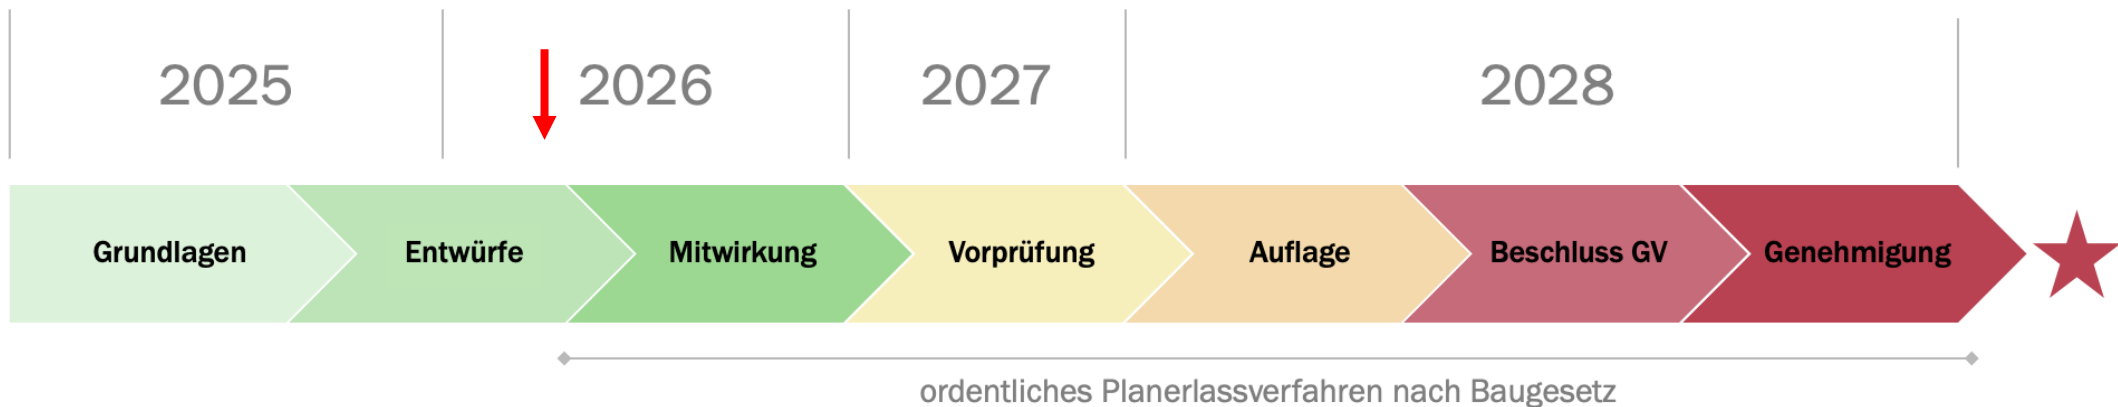 2025
2026
2027
2028
Grundlagen
Entwürfe
Mitwirkung
Vorprüfung
Auflage
Beschluss GV
Genehmigung
ordentliches Planerlassverfahren nach Baugesetz